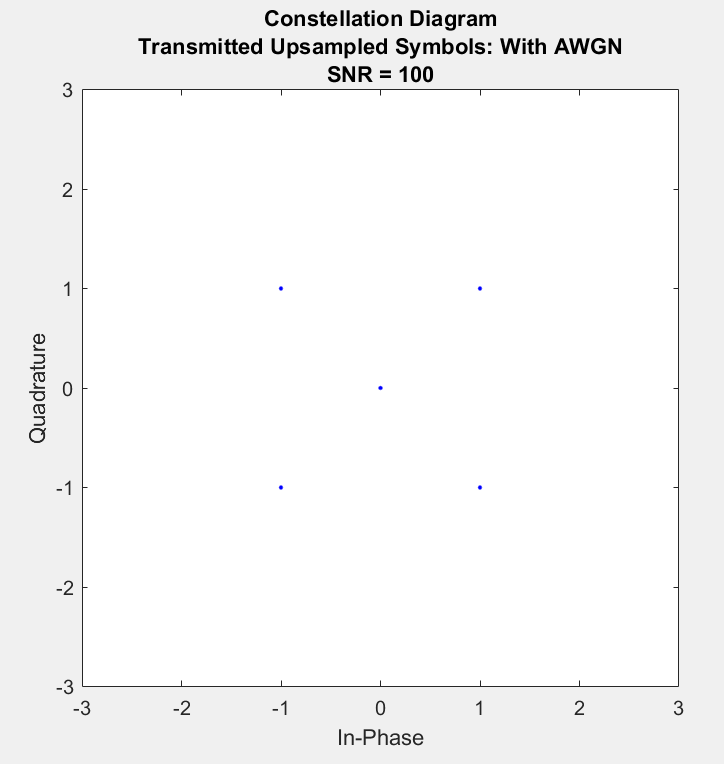 Constellation Diagram
Transmitted Upsampled Symbols: With AWGN
SNR = 100
3
2
1
0
-1
-2
-3
Quadrature
-3 -2 -1 0 1 2 3
In-Phase